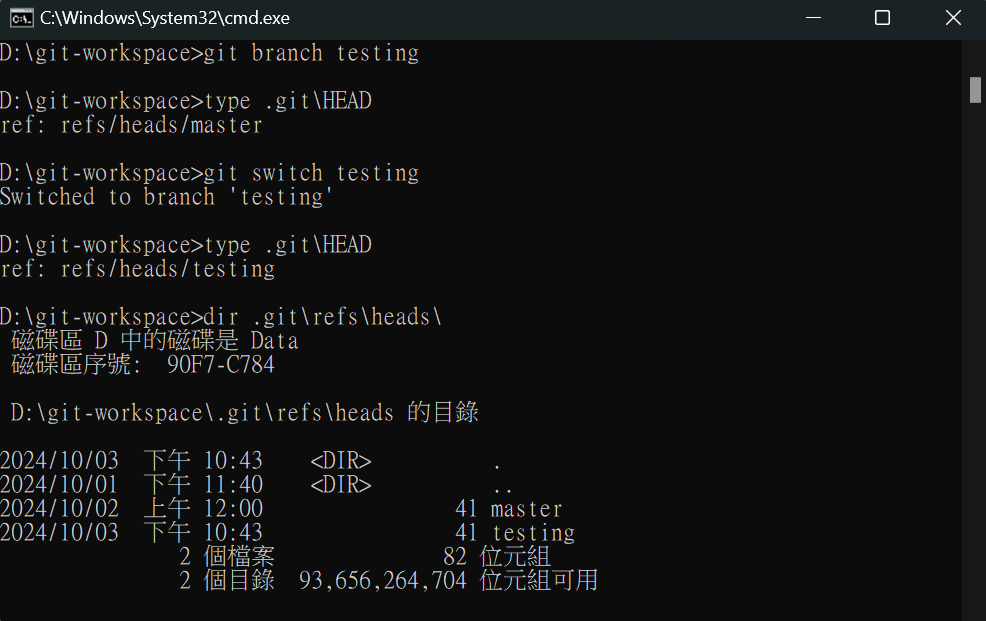 C:\Windows\System32\cmd.exe
D:\git-workspace>git branch testing
D:\git-workspace>type .git\HEAD
ref: refs/heads/master
D:\git-workspace>git switch testing
Switched to branch 'testing'
D:\git-workspace>type .git\HEAD
ref: refs/heads/testing
D:\git-workspace>dir .git\refs\heads\
磁碟區 D 中的磁碟是 Data
磁碟區序號:  90F7-C784
D:\git-workspace\.git\refs\heads 的目錄
2024/10/03  下午 10:43    <DIR>          .
2024/10/01  下午 11:40    <DIR>          ..
2024/10/02  上午 12:00                41 master
2024/10/03  下午 10:43                41 testing
2 個檔案              82 位元組
2 個目錄  93,656,264,704 位元組可用